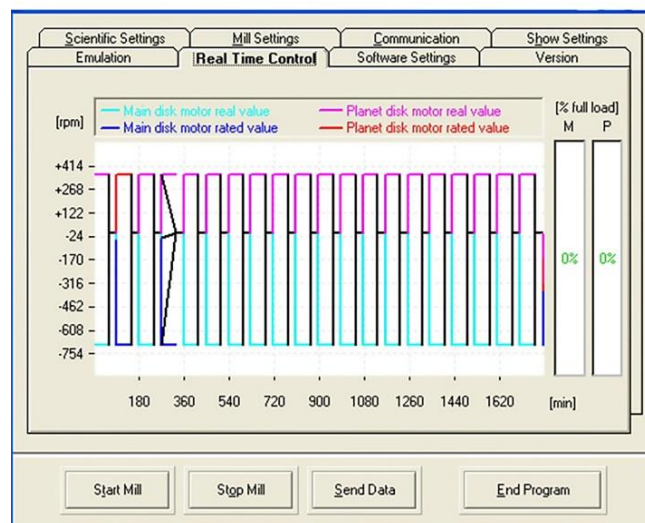 Scientific Settings Mill Settings Communication Show Settings
Emulation Real Time Control Software Settings Version
[rpm]
Main disk motor real value Planet disk motor real value
Main disk motor rated value Planet disk motor rated value
[% full load]
M P
+414
+268
+122
-24
-170
-316
-462
-608
-754
0% 0%
180 360 540 720 900 1080 1260 1440 1620 [min]
Start Mill Stop Mill Send Data End Program